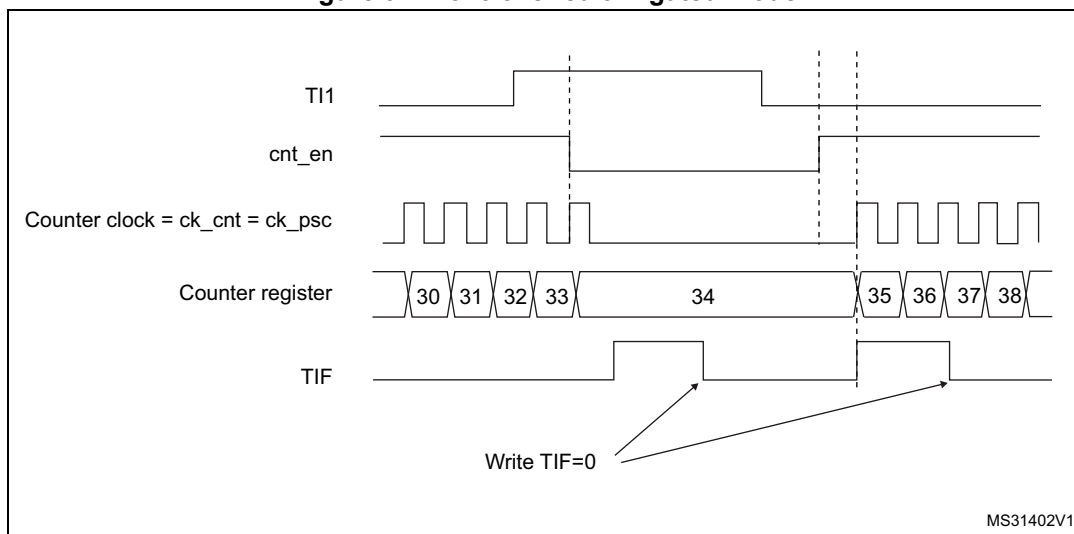 TI1
cnt_en
Counter clock = ck_cnt = ck_psc
Counter register
30 31 32 33 34 35 36 37 38
TIF
Write TIF=0
MS31402V1